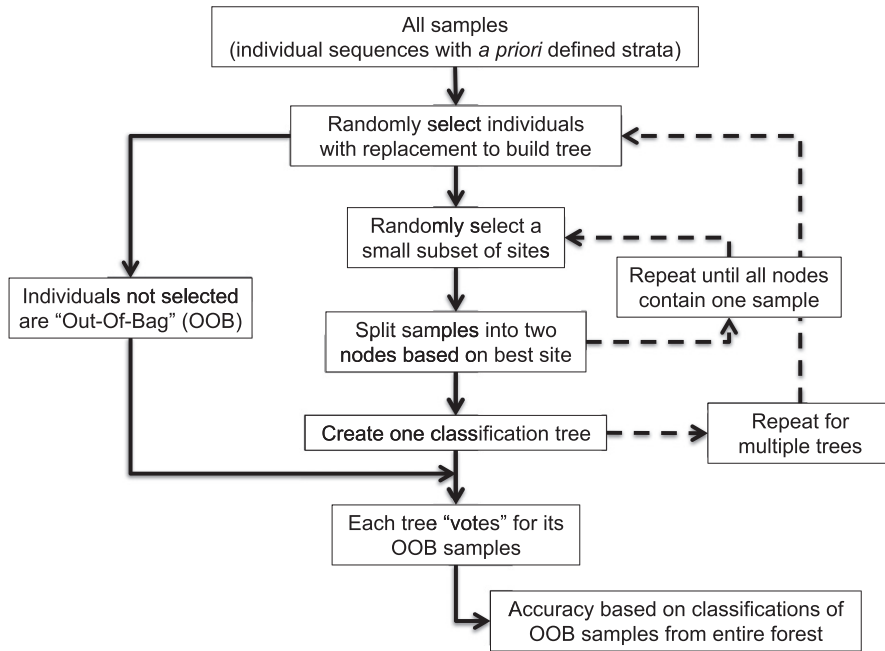 All samples
(individual sequences with a priori defined strata)
Randomly select individuals
with replacement to build tree
Randomly select a
small subset of sites
Repeat until all nodes
contain one sample
Individuals not selected
are “Out-Of-Bag” (OOB)
Split samples into two
nodes based on best site
Create one classification tree
Repeat for
multiple trees
Each tree “votes” for its
OOB samples
Accuracy based on classifications of
OOB samples from entire forest